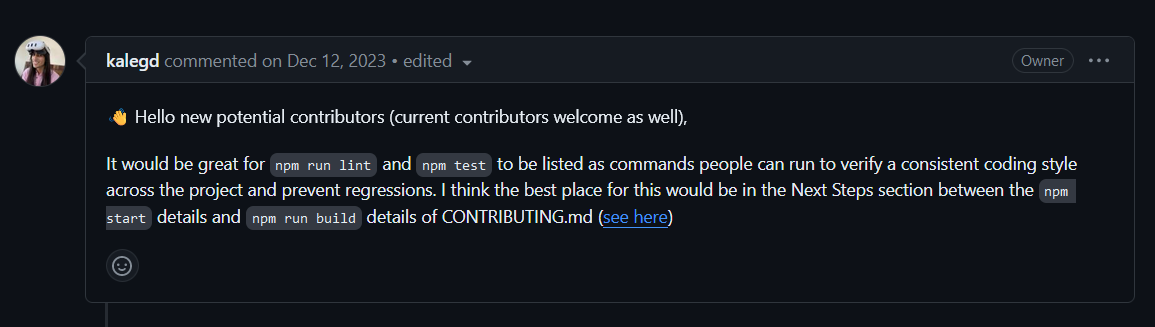 kalegd commented on Dec 12, 2023 • edited
Owner
👋 Hello new potential contributors (current contributors welcome as well),
It would be great for npm run lint and npm test to be listed as commands people can run to verify a consistent coding style
across the project and prevent regressions. I think the best place for this would be in the Next Steps section between the npm
start details and npm run build details of CONTRIBUTING.md (see here)